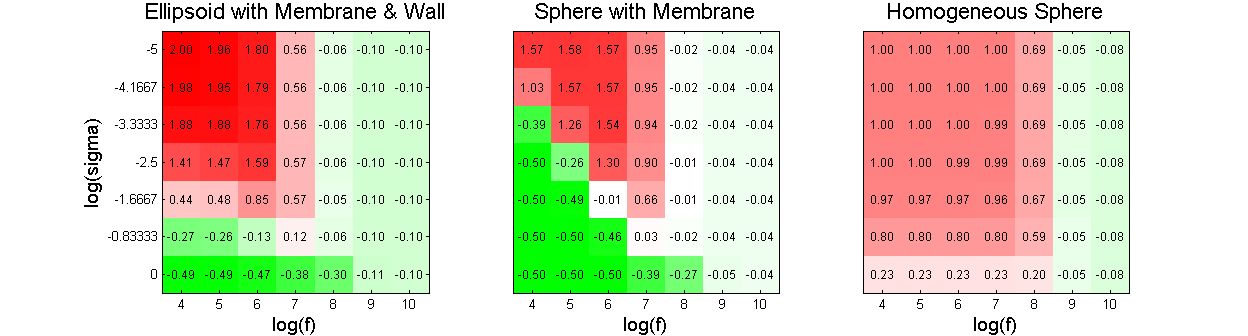 Ellipsoid with Membrane & Wall Sphere with Membrane Homogeneous Sphere
-5 2.00 1.96 1.80 0.56 -0.06 -0.10 -0.10 1.57 1.58 1.57 0.95 -0.02 -0.04 -0.04 1.00 1.00 1.00 1.00 0.69 -0.05 -0.08
-4.1667 1.98 1.95 1.79 0.56 -0.06 -0.10 -0.10 1.03 1.57 1.57 0.95 -0.02 -0.04 -0.04 1.00 1.00 1.00 1.00 0.69 -0.05 -0.08
-3.3333 1.88 1.88 1.76 0.56 -0.06 -0.10 -0.10 -0.39 1.26 1.54 0.94 -0.02 -0.04 -0.04 1.00 1.00 1.00 0.99 0.69 -0.05 -0.08
log(sigma)
-2.5 1.41 1.47 1.59 0.57 -0.06 -0.10 -0.10 -0.50 -0.26 1.30 0.90 -0.01 -0.04 -0.04 1.00 1.00 0.99 0.99 0.69 -0.05 -0.08
-1.6667 0.44 0.48 0.85 0.57 -0.05 -0.10 -0.10 -0.50 -0.49 -0.01 0.66 -0.01 -0.04 -0.04 0.97 0.97 0.97 0.96 0.67 -0.05 -0.08
-0.83333 -0.27 -0.26 -0.13 0.12 -0.06 -0.10 -0.10 -0.50 -0.50 -0.46 0.03 -0.02 -0.04 -0.04 0.80 0.80 0.80 0.80 0.59 -0.05 -0.08
0 -0.49 -0.49 -0.47 -0.38 -0.30 -0.11 -0.10 -0.50 -0.50 -0.50 -0.39 -0.27 -0.05 -0.04 0.23 0.23 0.23 0.23 0.20 -0.05 -0.08
4 5 6 7 8 9 10 4 5 6 7 8 9 10 4 5 6 7 8 9 10
log(f) log(f) log(f)